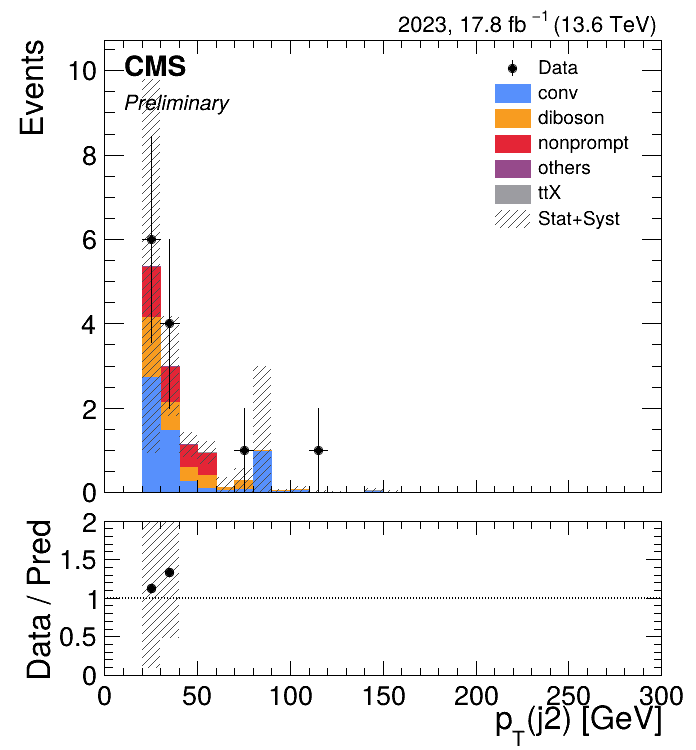 2023, 17.8 fb⁻¹ (13.6 TeV)
CMS
Preliminary
Events
10
8
6
4
2
0
Data
conv
diboson
nonprompt
others
ttX
Stat+Syst
Data / Pred
2
1.5
1
0.5
0
0 50 100 150 200 250 300
p_T(j2) [GeV]